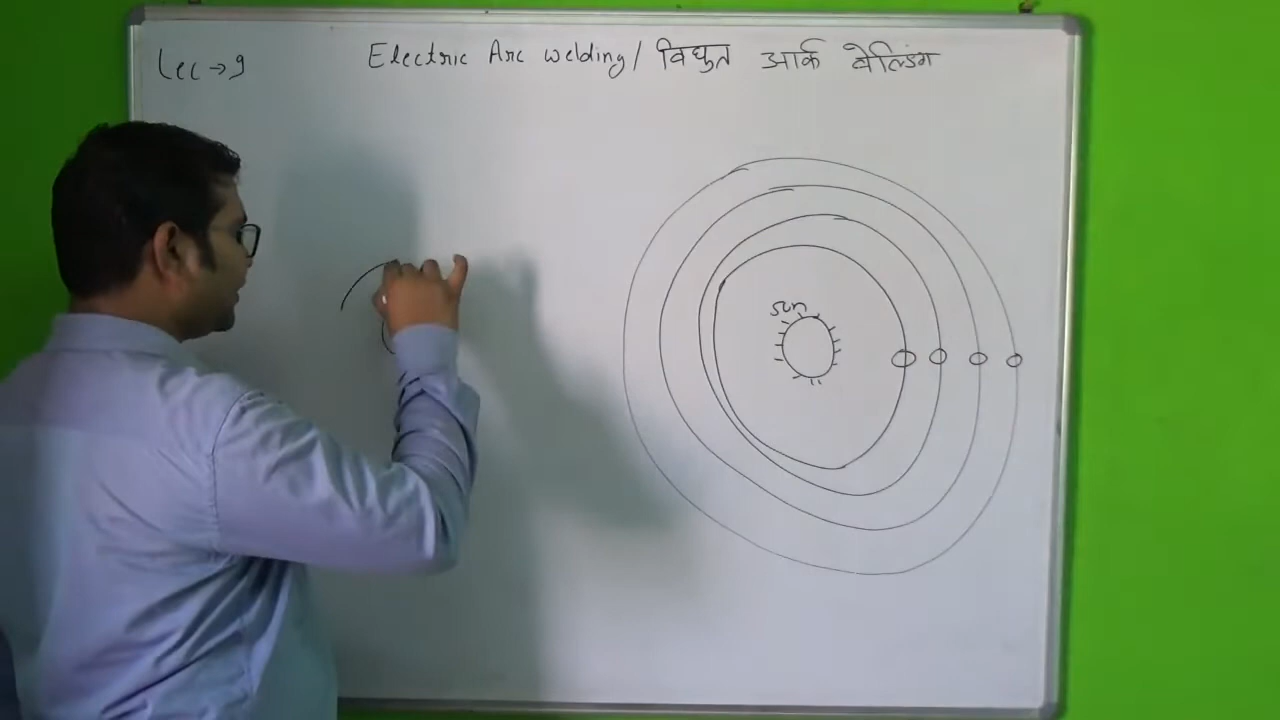 Lec → 9
Electric Arc welding / विद्युत आर्क वेल्डिंग
sun